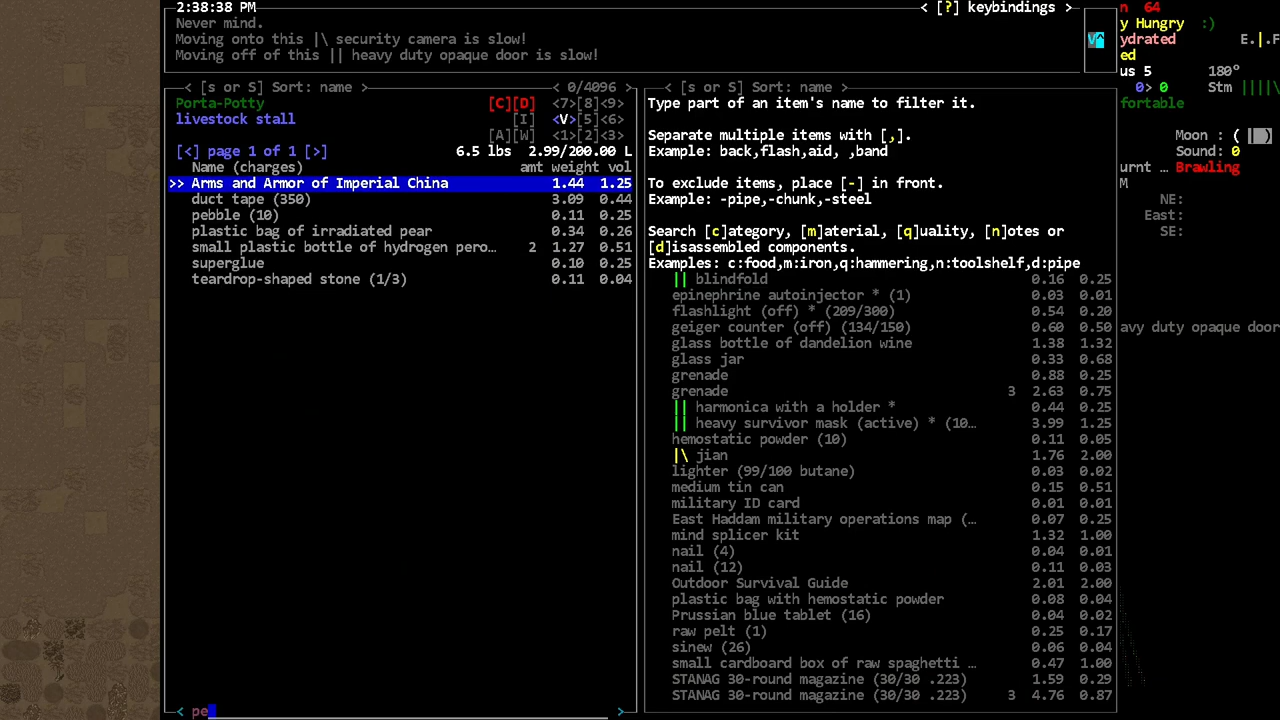 2:38:38 PM < [?] keybindings >
Never mind.
Moving onto this |\ security camera is slow!
Moving off of this || heavy duty opaque door is slow!
V^
n 64
y Hungry :)
ydrated E.|.F
ed
us 5 180°
0> 0 Stm ||||\
fortable
Moon : ( |
Sound: 0
urnt … Brawling
M
NE:
East:
SE:
avy duty opaque door
< [s or S] Sort: name > < 0/4096 >
Porta-Potty [C][D] <7>[8]<9>
livestock stall [I] <V>[5]<6>
[A][W] <1>[2]<3>
[<] page 1 of 1 [>] 6.5 lbs 2.99/200.00 L
Name (charges) amt weight vol
>> Arms and Armor of Imperial China 1.44 1.25
duct tape (350) 3.09 0.44
pebble (10) 0.11 0.25
plastic bag of irradiated pear 0.34 0.26
small plastic bottle of hydrogen pero… 2 1.27 0.51
superglue 0.10 0.25
teardrop-shaped stone (1/3) 0.11 0.04
< pe >
< [s or S] Sort: name >
Type part of an item's name to filter it.
Separate multiple items with [,].
Example: back,flash,aid, ,band
To exclude items, place [-] in front.
Example: -pipe,-chunk,-steel
Search [c]ategory, [m]aterial, [q]uality, [n]otes or
[d]isassembled components.
Examples: c:food,m:iron,q:hammering,n:toolshelf,d:pipe
|| blindfold 0.16 0.25
epinephrine autoinjector * (1) 0.03 0.01
flashlight (off) * (209/300) 0.54 0.20
geiger counter (off) (134/150) 0.60 0.50
glass bottle of dandelion wine 1.38 1.32
glass jar 0.33 0.68
grenade 0.88 0.25
grenade 3 2.63 0.75
|| harmonica with a holder * 0.44 0.25
|| heavy survivor mask (active) * (10… 3.99 1.25
hemostatic powder (10) 0.11 0.05
|\ jian 1.76 2.00
lighter (99/100 butane) 0.03 0.02
medium tin can 0.15 0.51
military ID card 0.01 0.01
East Haddam military operations map (… 0.07 0.25
mind splicer kit 1.32 1.00
nail (4) 0.04 0.01
nail (12) 0.11 0.03
Outdoor Survival Guide 2.01 2.00
plastic bag with hemostatic powder 0.08 0.04
Prussian blue tablet (16) 0.04 0.02
raw pelt (1) 0.25 0.17
sinew (26) 0.06 0.04
small cardboard box of raw spaghetti … 0.47 1.00
STANAG 30-round magazine (30/30 .223) 1.59 0.29
STANAG 30-round magazine (30/30 .223) 3 4.76 0.87